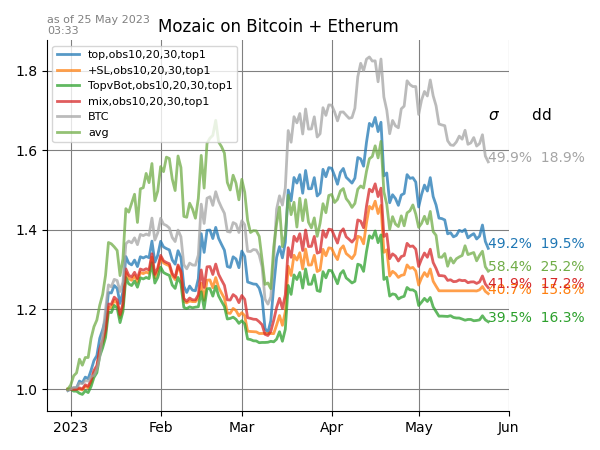 as of 25 May 2023
03:33
Mozaic on Bitcoin + Etherum
top,obs10,20,30,top1
+SL,obs10,20,30,top1
TopvBot,obs10,20,30,top1
mix,obs10,20,30,top1
BTC
avg
σ dd
49.9% 18.9%
49.2% 19.5%
58.4% 25.2%
41.9% 17.2%
39.5% 16.3%
1.8
1.6
1.4
1.2
1.0
2023 Feb Mar Apr May Jun